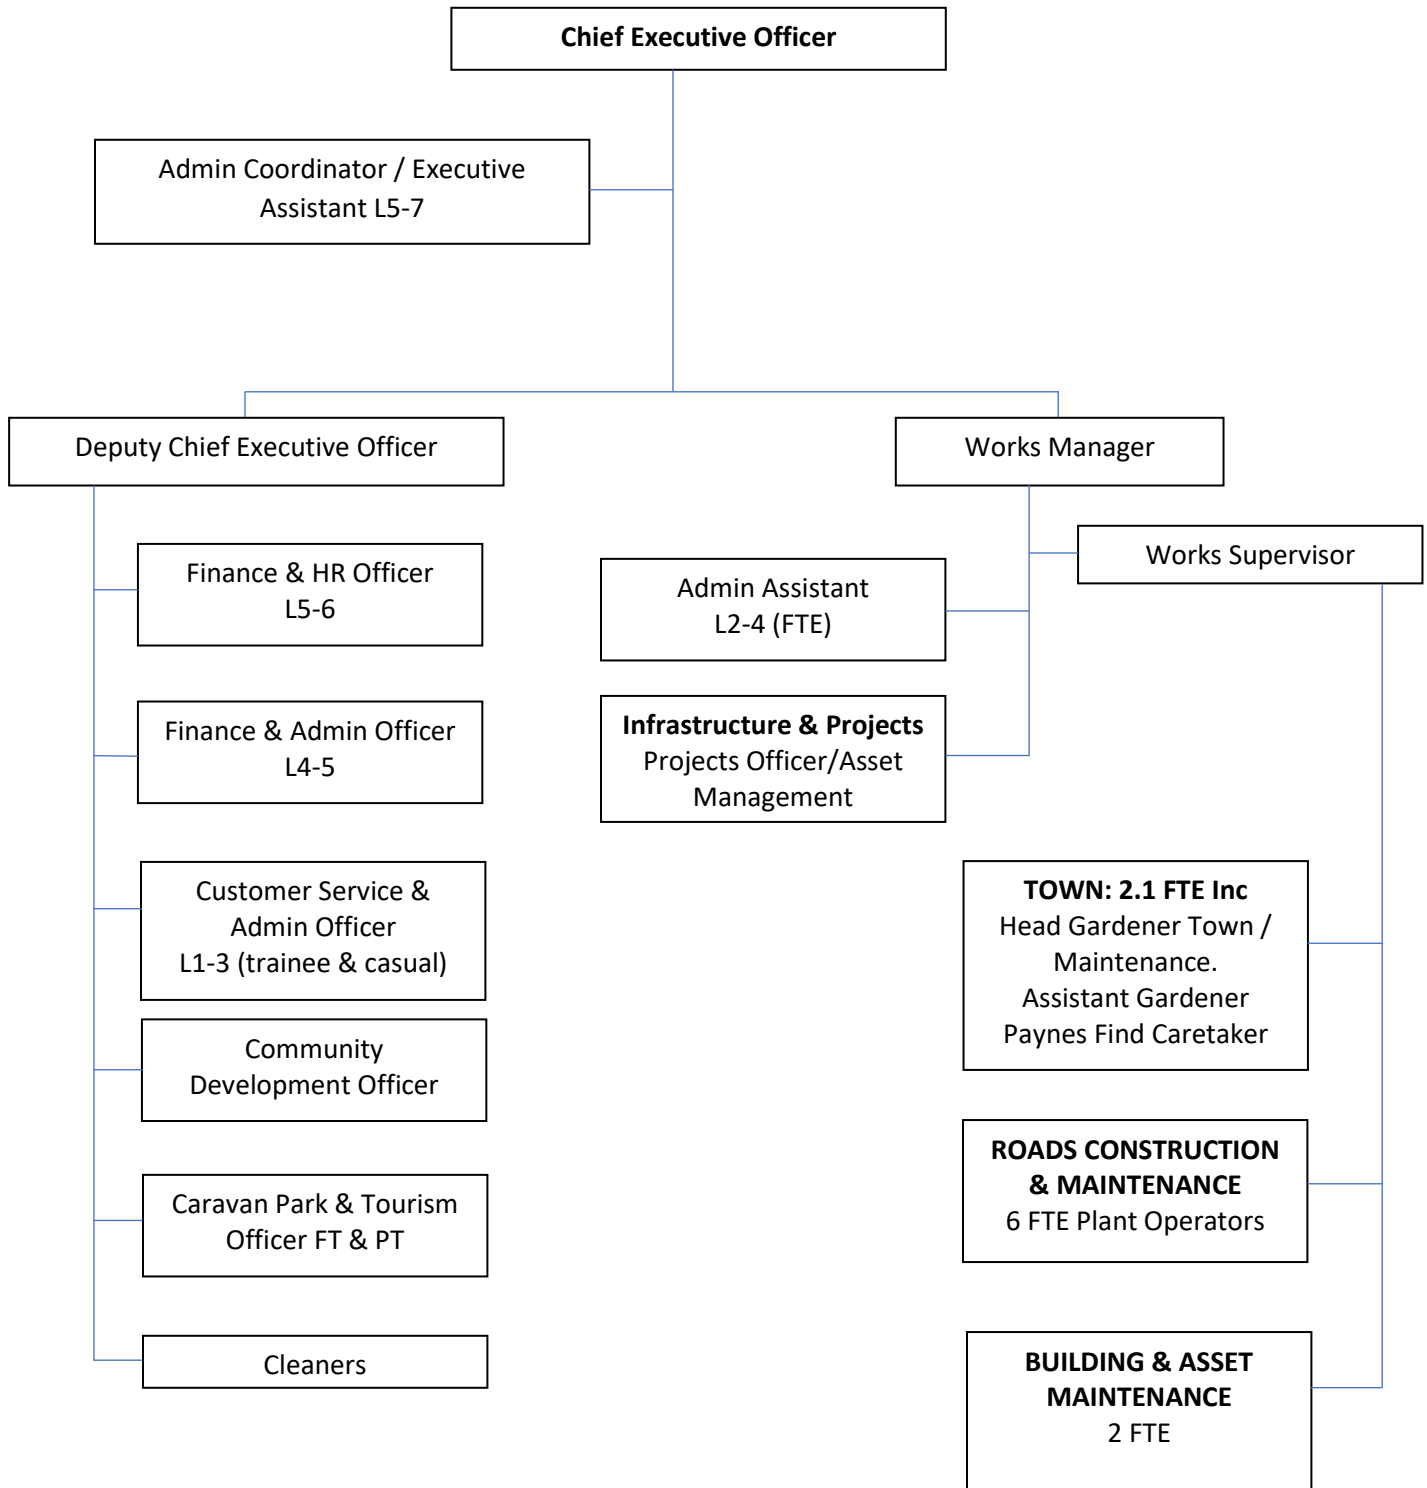 Chief Executive Officer
Admin Coordinator / Executive
Assistant L5-7
Deputy Chief Executive Officer
Works Manager
Finance & HR Officer
L5-6
Finance & Admin Officer
L4-5
Customer Service &
Admin Officer
L1-3 (trainee & casual)
Community
Development Officer
Caravan Park & Tourism
Officer FT & PT
Cleaners
Works Supervisor
Admin Assistant
L2-4 (FTE)
Infrastructure & Projects
Projects Officer/Asset
Management
TOWN: 2.1 FTE Inc
Head Gardener Town /
Maintenance.
Assistant Gardener
Paynes Find Caretaker
ROADS CONSTRUCTION
& MAINTENANCE
6 FTE Plant Operators
BUILDING & ASSET
MAINTENANCE
2 FTE